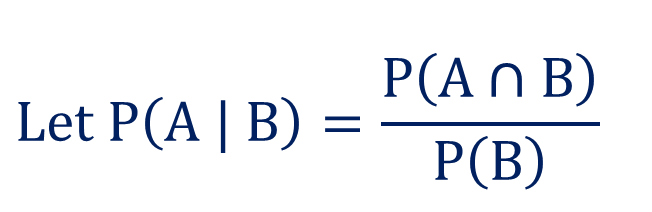 Let P(A | B) = P(A ∩ B)
P(B)